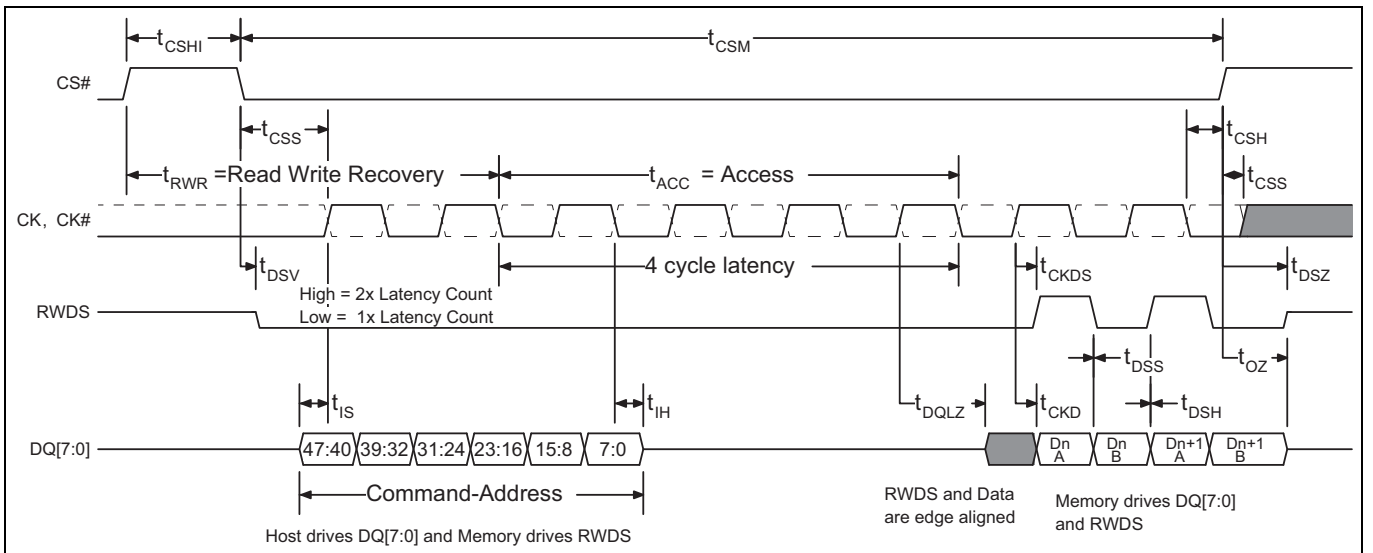 tCSHI
tCSM
CS#
tCSS
tCSH
tRWR =Read Write Recovery
tACC = Access
tCSS
CK, CK#
4 cycle latency
tDSV
tCKDS
tDSZ
High = 2x Latency Count
Low = 1x Latency Count
RWDS
tDSS
tOZ
tIS
tIH
tDQLZ
tCKD
tDSH
DQ[7:0]
47:40 39:32 31:24 23:16 15:8 7:0
Dn A
Dn B
Dn+1 A
Dn+1 B
Command-Address
RWDS and Data
are edge aligned
Memory drives DQ[7:0]
and RWDS
Host drives DQ[7:0] and Memory drives RWDS